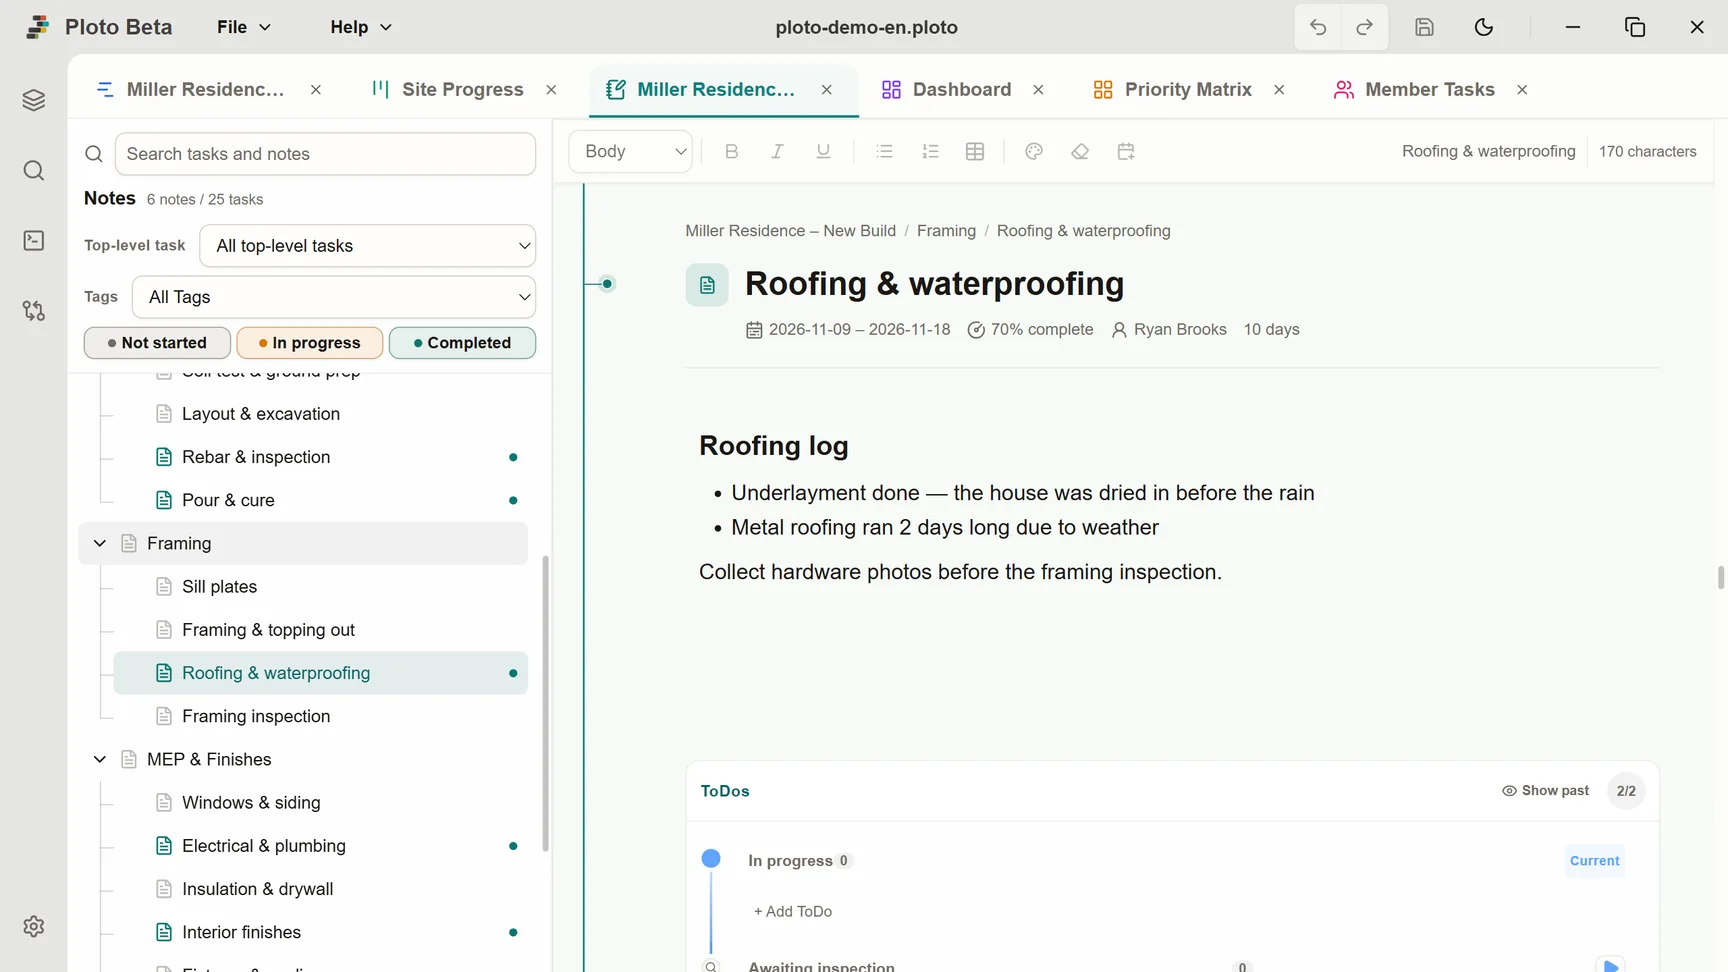 Ploto Beta
File
Help
ploto-demo-en.ploto
Miller Residenc...
Site Progress
Miller Residenc...
Dashboard
Priority Matrix
Member Tasks
Search tasks and notes
Notes 6 notes / 25 tasks
Top-level task All top-level tasks
Tags All Tags
Not started In progress Completed
Soil test & ground prep
Layout & excavation
Rebar & inspection
Pour & cure
Framing
Sill plates
Framing & topping out
Roofing & waterproofing
Framing inspection
MEP & Finishes
Windows & siding
Electrical & plumbing
Insulation & drywall
Interior finishes
Body
Roofing & waterproofing 170 characters
Miller Residence – New Build / Framing / Roofing & waterproofing
Roofing & waterproofing
2026-11-09 – 2026-11-18 70% complete Ryan Brooks 10 days
Roofing log
• Underlayment done — the house was dried in before the rain
• Metal roofing ran 2 days long due to weather
Collect hardware photos before the framing inspection.
ToDos Show past 2/2
In progress 0 Current
+ Add ToDo
Awaiting inspection 0